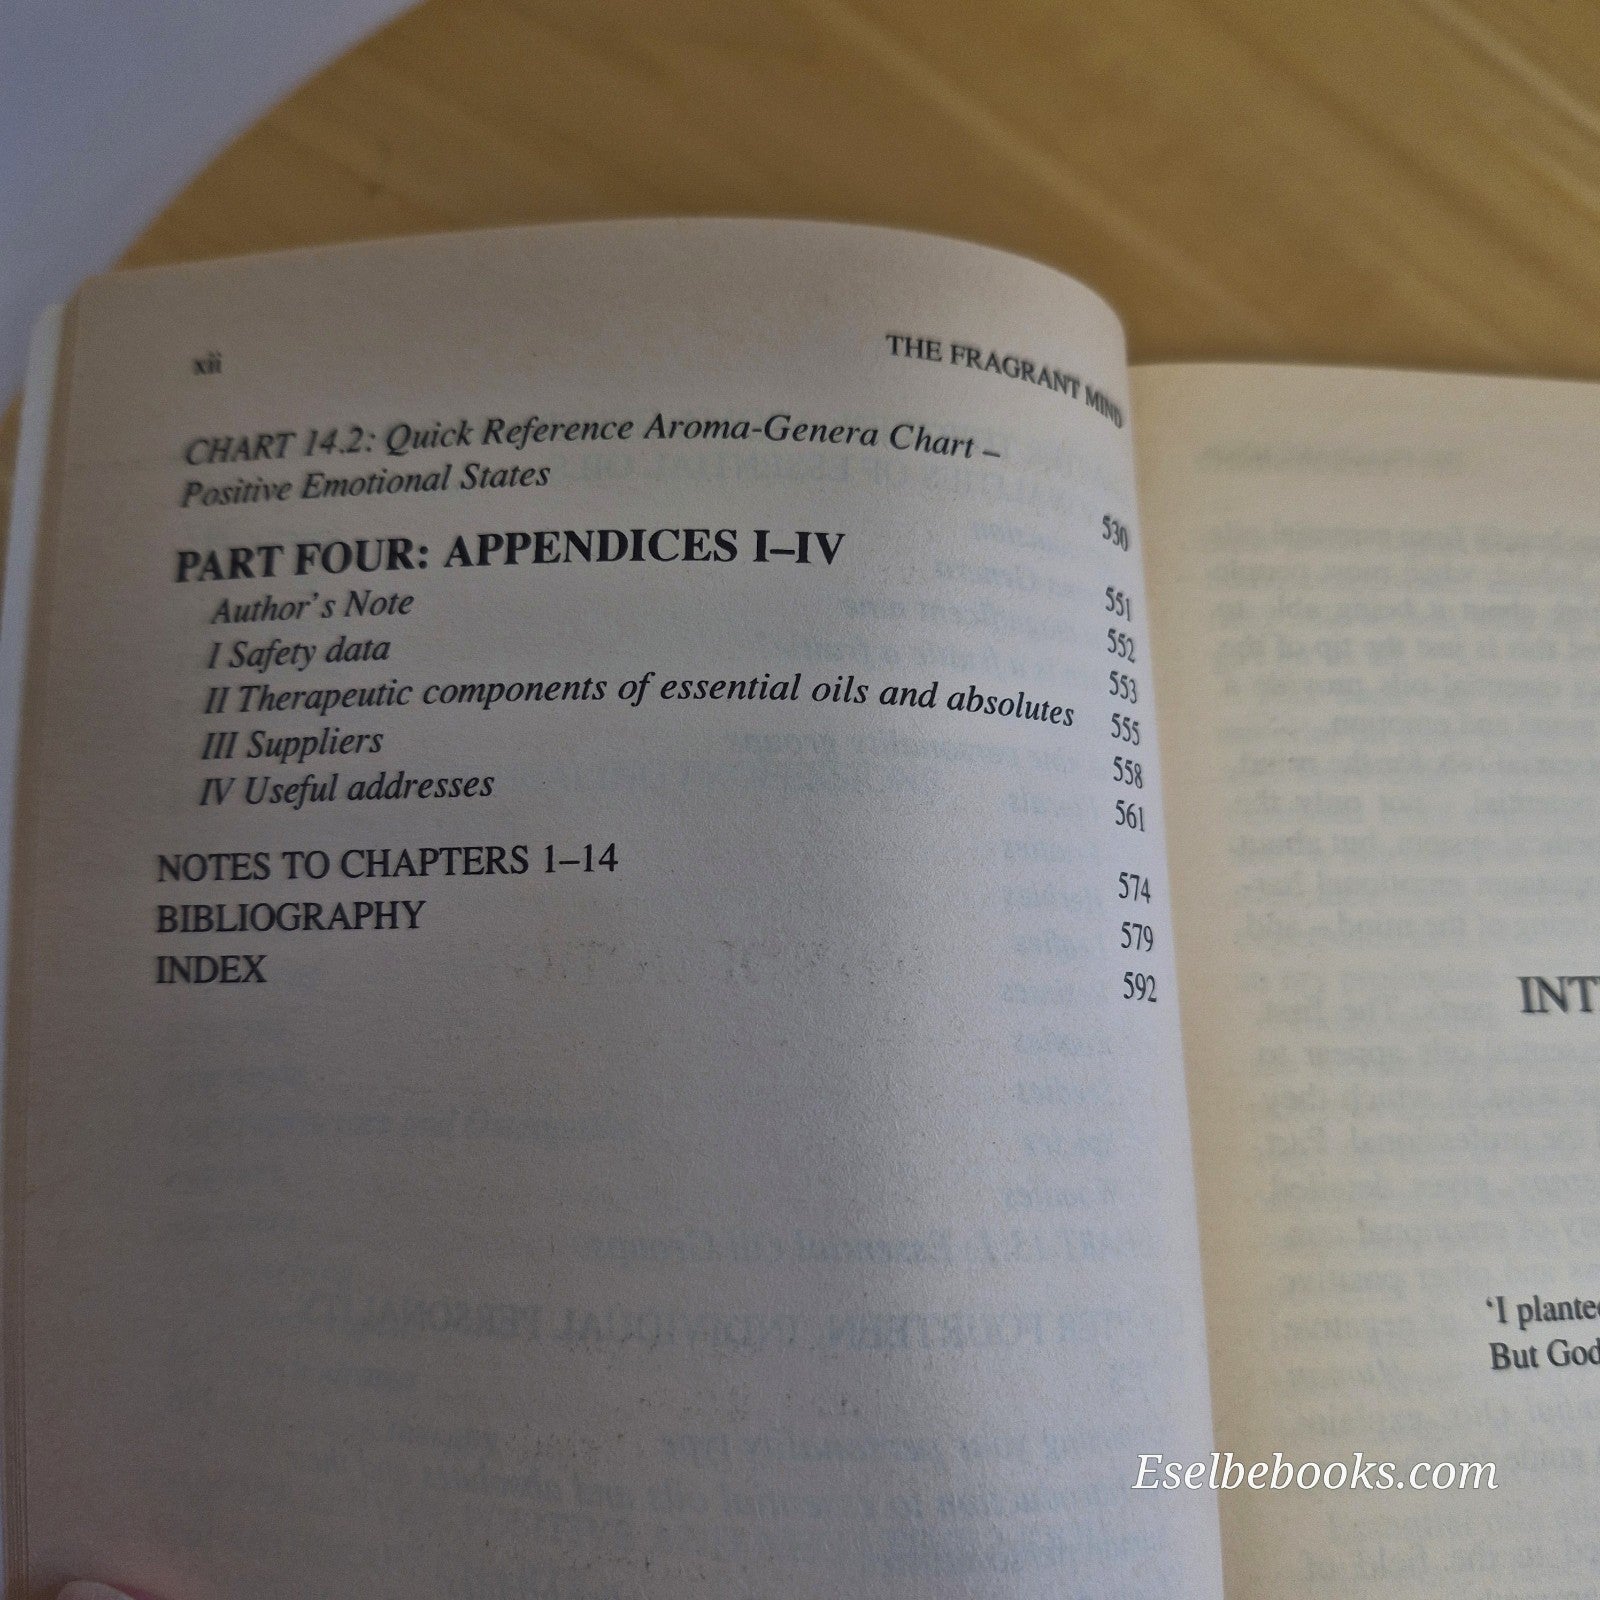 xii
THE FRAGRANT MIND
CHART 14.2: Quick Reference Aroma-Genera Chart –
Positive Emotional States 530
PART FOUR: APPENDICES I–IV 551
Author's Note 552
I Safety data 553
II Therapeutic components of essential oils and absolutes 555
III Suppliers 558
IV Useful addresses 561
NOTES TO CHAPTERS 1–14 574
BIBLIOGRAPHY 579
INDEX 592
INT
'I plante
But God
Eselbebooks.com